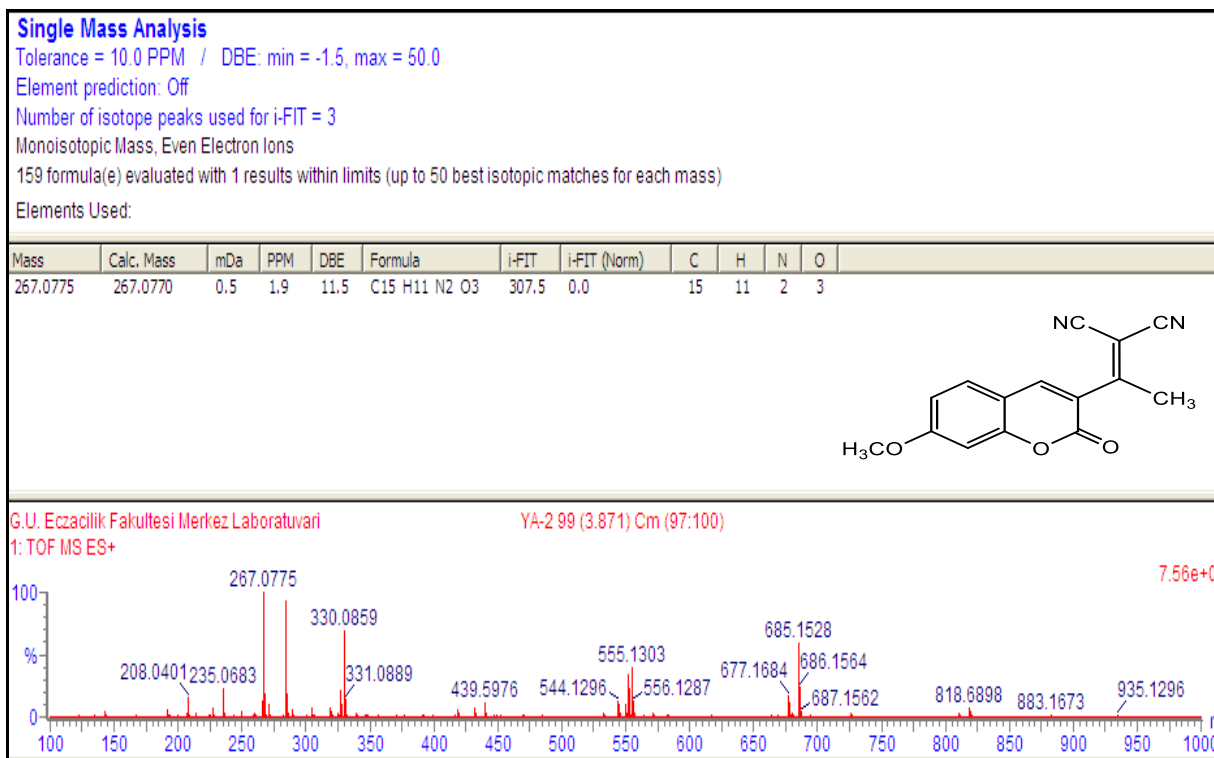 Single Mass Analysis
Tolerance = 10.0 PPM / DBE: min = -1.5, max = 50.0
Element prediction: Off
Number of isotope peaks used for i-FIT = 3
Monoisotopic Mass, Even Electron Ions
159 formula(e) evaluated with 1 results within limits (up to 50 best isotopic matches for each mass)
Elements Used:
Mass Calc. Mass mDa PPM DBE Formula i-FIT i-FIT (Norm) C H N O
267.0775 267.0770 0.5 1.9 11.5 C15 H11 N2 O3 307.5 0.0 15 11 2 3
NC CN
CH3
H3CO O O
G.U. Eczacilik Fakultesi Merkez Laboratuvari YA-2 99 (3.871) Cm (97:100)
1: TOF MS ES+
7.56e+0
100
%
0
267.0775
330.0859
685.1528
208.0401
235.0683
331.0889
439.5976
555.1303
544.1296
556.1287
677.1684
686.1564
687.1562
818.6898
883.1673
935.1296
100 150 200 250 300 350 400 450 500 550 600 650 700 750 800 850 900 950 1000